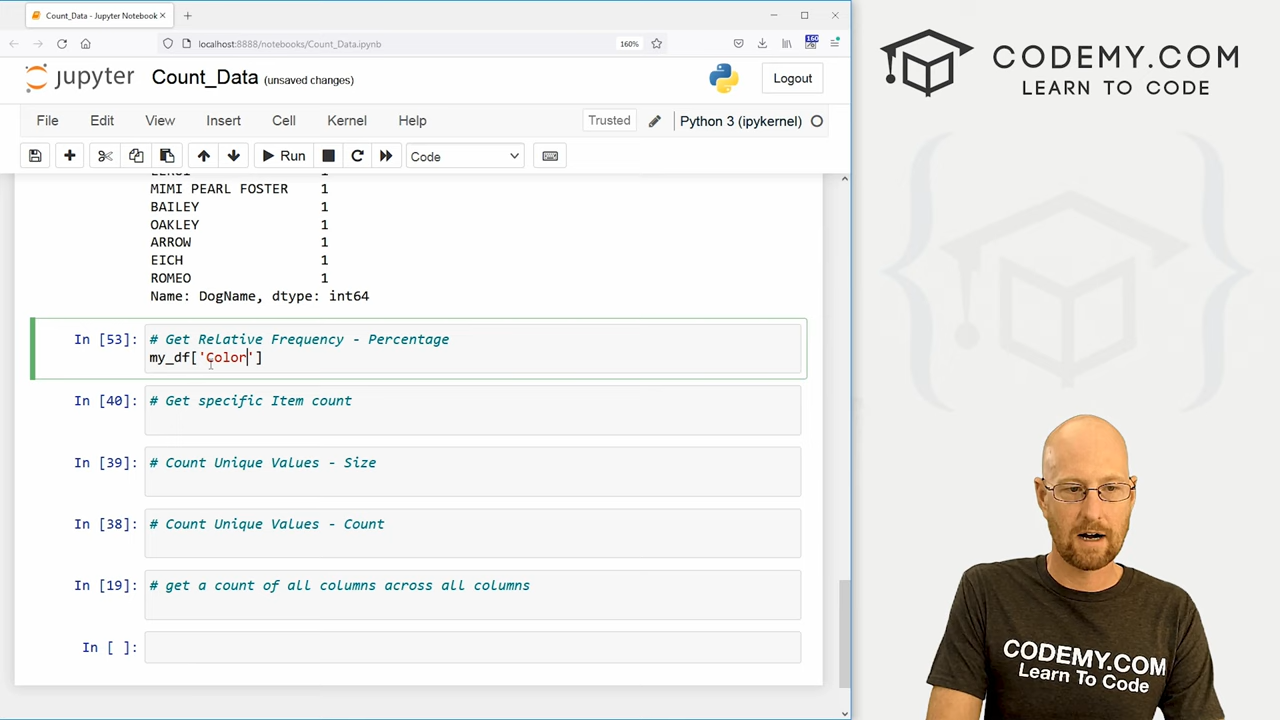 Count_Data - Jupyter Notebook
localhost:8888/notebooks/Count_Data.ipynb
160%
160
jupyter Count_Data (unsaved changes)
Logout
File Edit View Insert Cell Kernel Help
Trusted
Python 3 (ipykernel)
Run
Code
MIMI PEARL FOSTER 1
BAILEY 1
OAKLEY 1
ARROW 1
EICH 1
ROMEO 1
Name: DogName, dtype: int64
In [53]: # Get Relative Frequency - Percentage
my_df['Color']
In [40]: # Get specific Item count
In [39]: # Count Unique Values - Size
In [38]: # Count Unique Values - Count
In [19]: # get a count of all columns across all columns
In [ ]:
CODEMY.COM
LEARN TO CODE
CODEMY.COM
Learn To Code